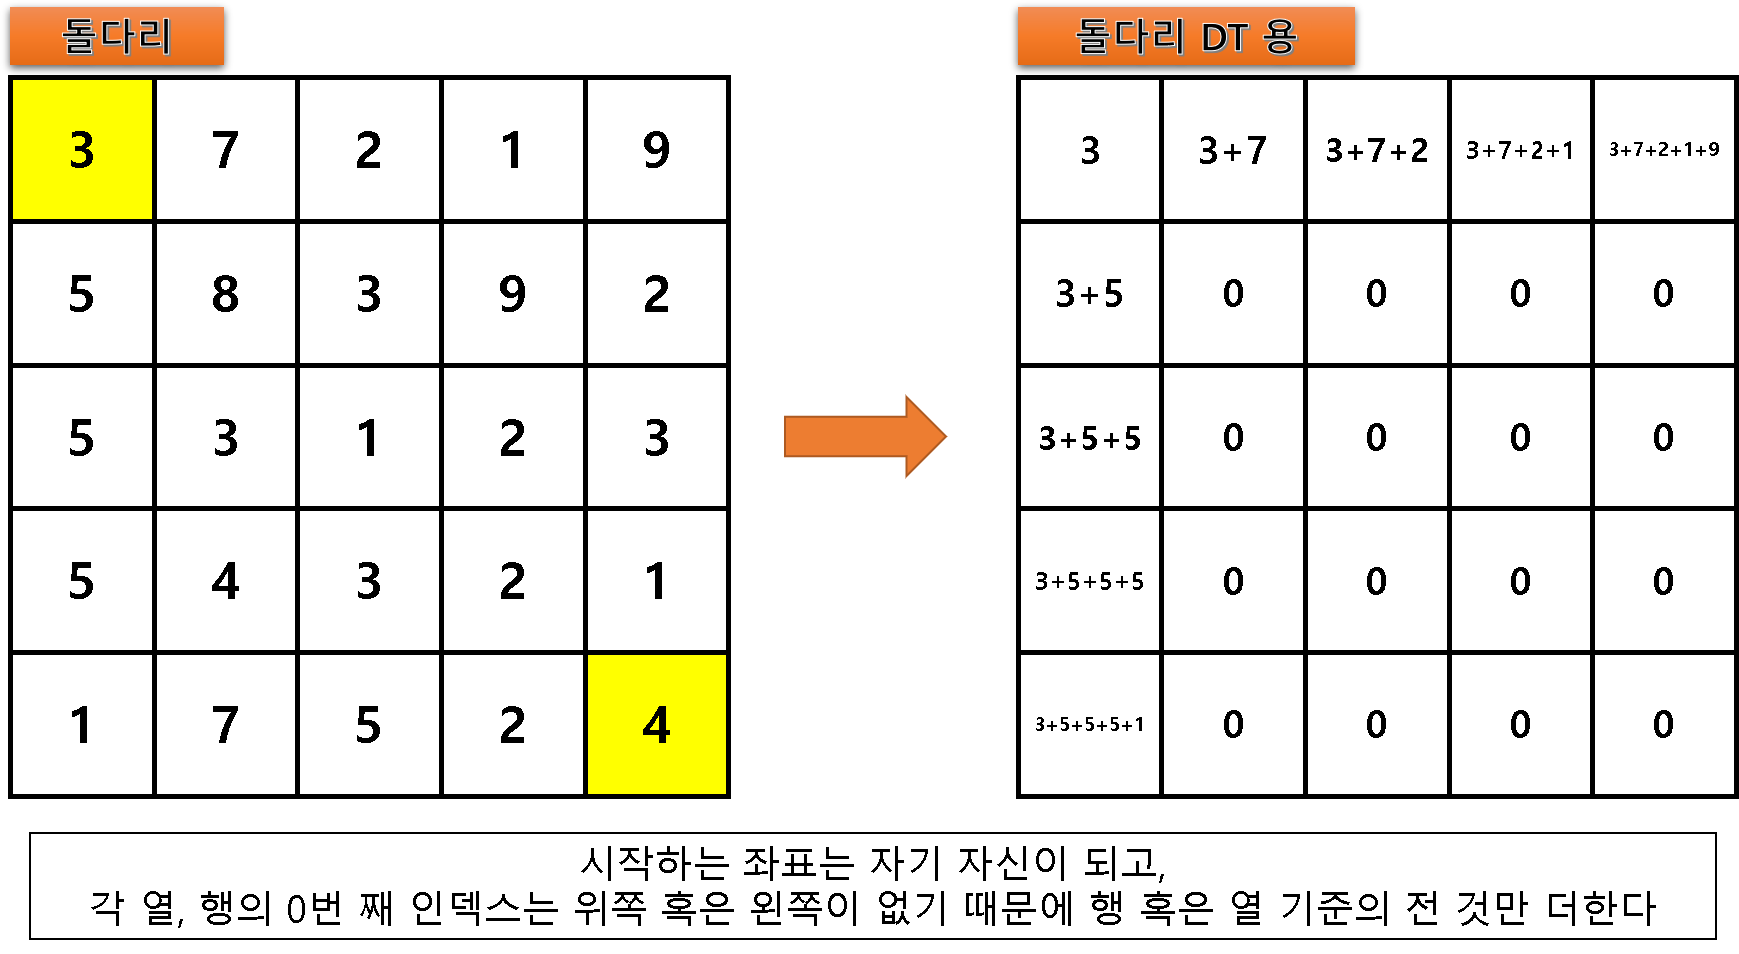 돌다리
돌다리 DT 용
3 7 2 1 9
5 8 3 9 2
5 3 1 2 3
5 4 3 2 1
1 7 5 2 4
3 3+7 3+7+2 3+7+2+1 3+7+2+1+9
3+5 0 0 0 0
3+5+5 0 0 0 0
3+5+5+5 0 0 0 0
3+5+5+5+1 0 0 0 0
시작하는 좌표는 자기 자신이 되고,
각 열, 행의 0번 째 인덱스는 위쪽 혹은 왼쪽이 없기 때문에 행 혹은 열 기준의 전 것만 더한다